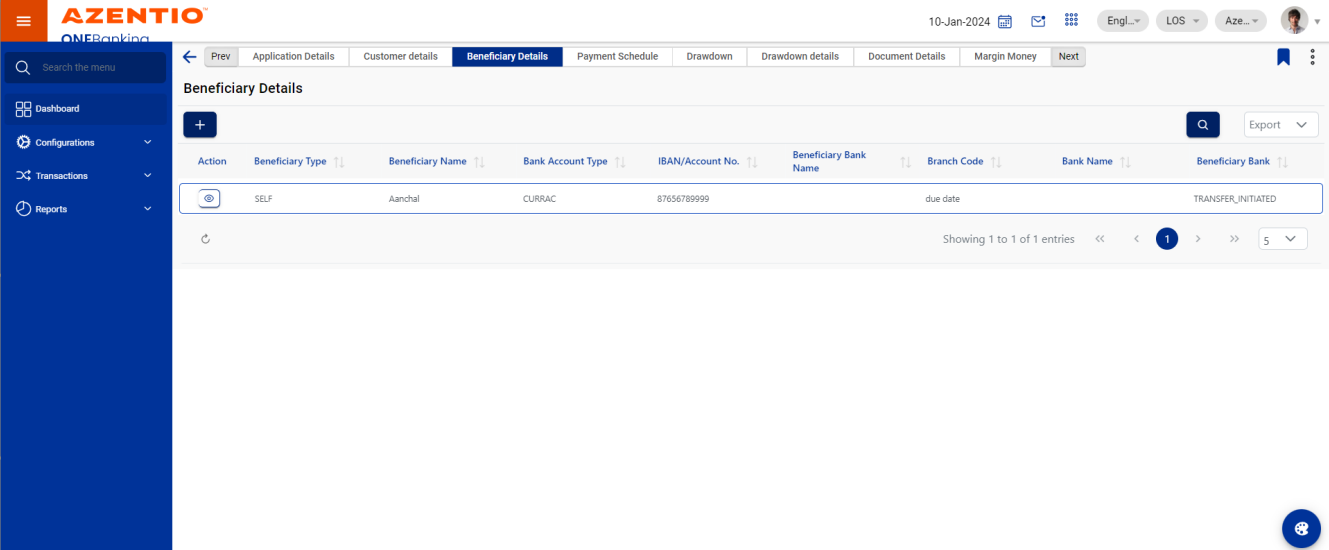 AZENTIO™
ONEBanking
10-Jan-2024 Engl... LOS Aze...
Search the menu
Dashboard
Configurations
Transactions
Reports
Prev Application Details Customer details Beneficiary Details Payment Schedule Drawdown Drawdown details Document Details Margin Money Next
Beneficiary Details
+ Export
Action Beneficiary Type Beneficiary Name Bank Account Type IBAN/Account No. Beneficiary Bank Name Branch Code Bank Name Beneficiary Bank
SELF Aanchal CURRAC 87656789999 due date TRANSFER_INITIATED
Showing 1 to 1 of 1 entries << < 1 > >> 5